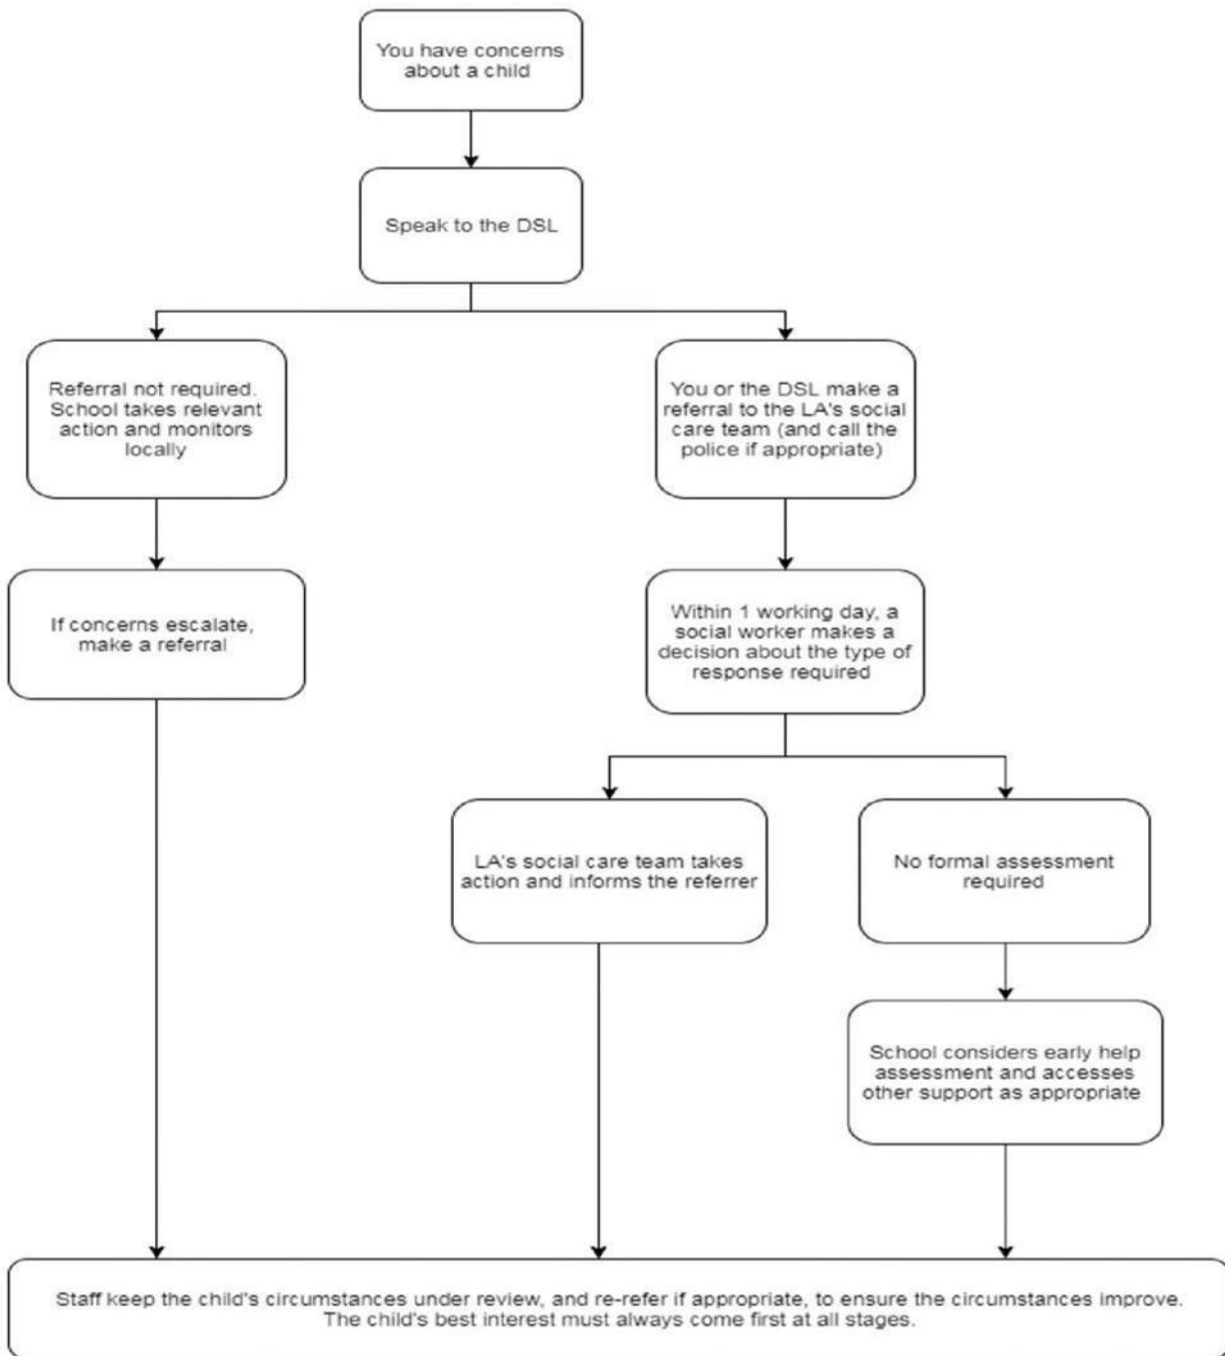 You have concerns
about a child
Speak to the DSL
Referral not required.
School takes relevant
action and monitors
locally
You or the DSL make a
referral to the LA's social
care team (and call the
police if appropriate)
If concerns escalate,
make a referral
Within 1 working day, a
social worker makes a
decision about the type of
response required
LA's social care team takes
action and informs the referrer
No formal assessment
required
School considers early help
assessment and accesses
other support as appropriate
Staff keep the child's circumstances under review, and re-refer if appropriate, to ensure the circumstances improve.
The child's best interest must always come first at all stages.